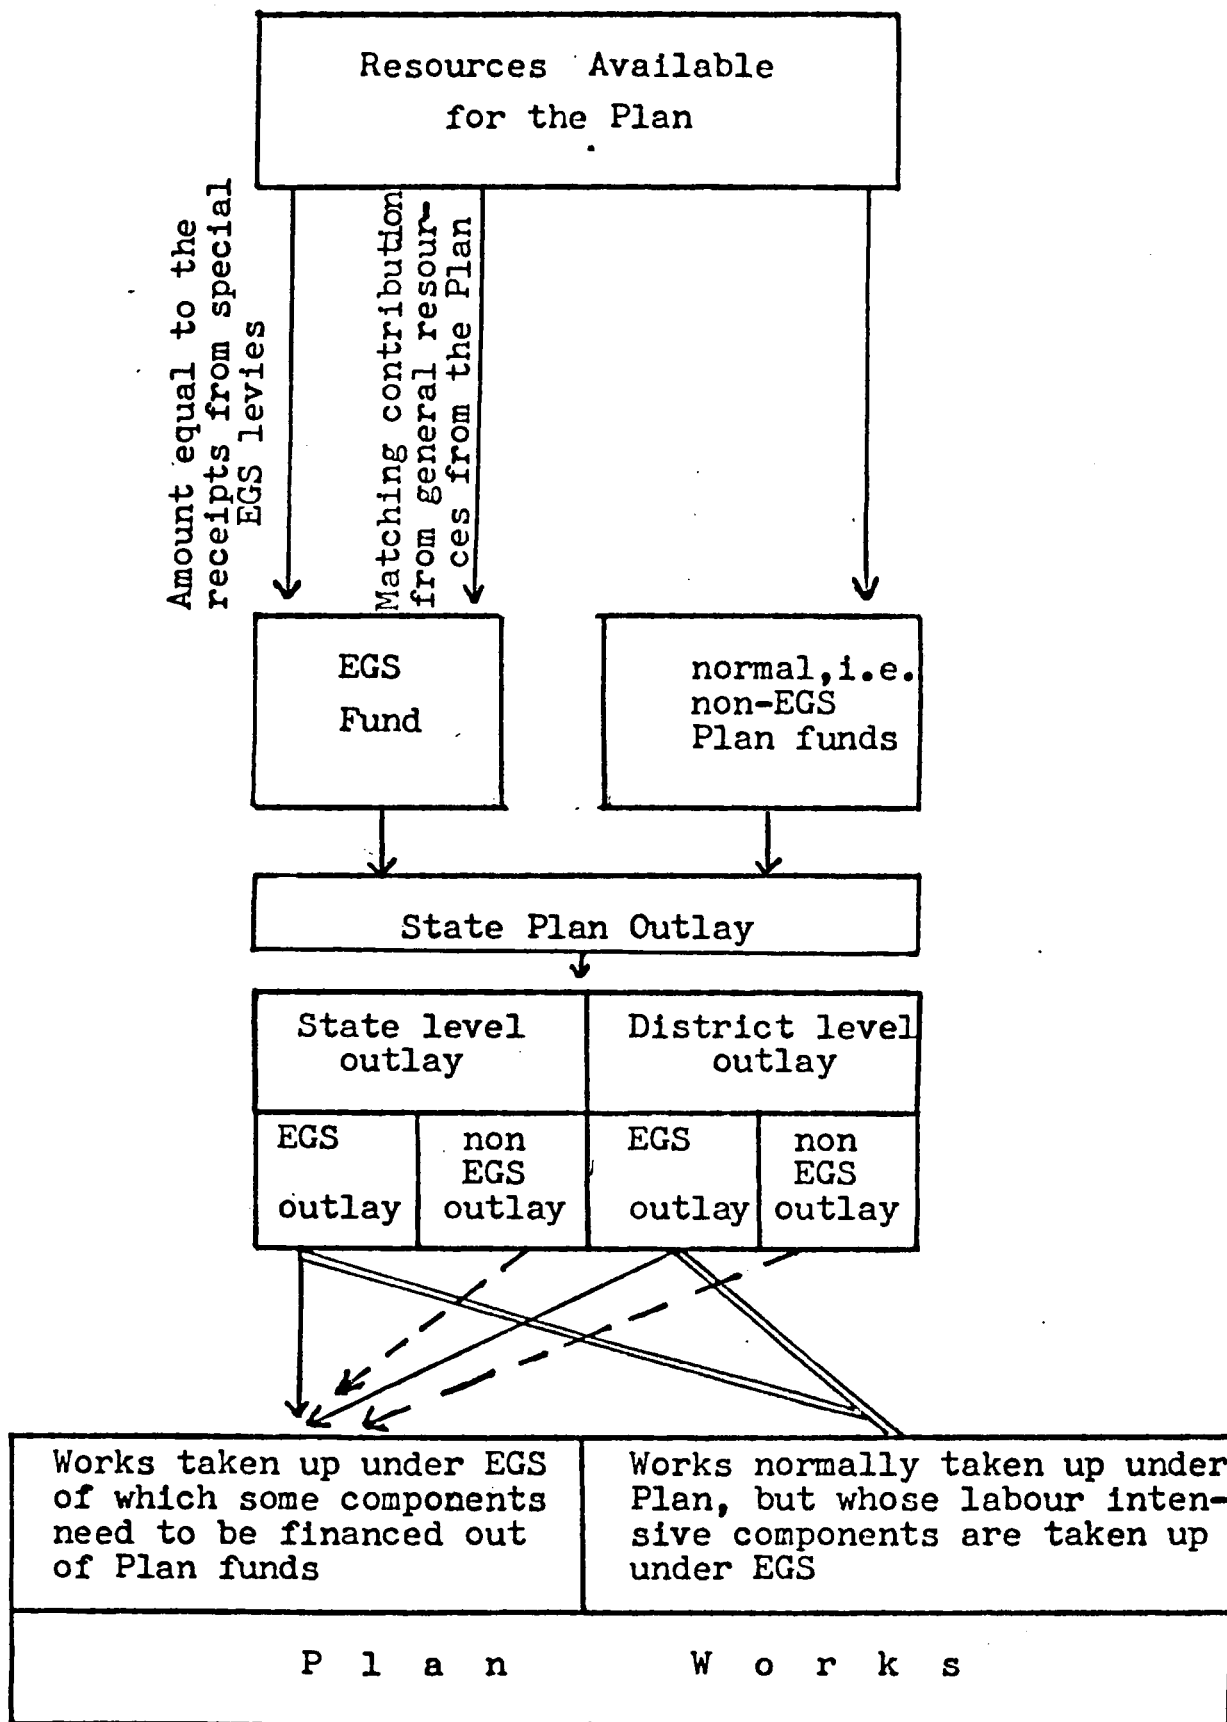 Resources Available
for the Plan
Amount equal to the
receipts from special
EGS levies
Matching contribution
from general resour-
ces from the Plan
EGS
Fund
normal,i.e.
non-EGS
Plan funds
State Plan Outlay
State level
outlay
District level
outlay
EGS
outlay
non
EGS
outlay
EGS
outlay
non
EGS
outlay
Works taken up under EGS
of which some components
need to be financed out
of Plan funds
Works normally taken up under
Plan, but whose labour inten-
sive components are taken up
under EGS
P l a n W o r k s